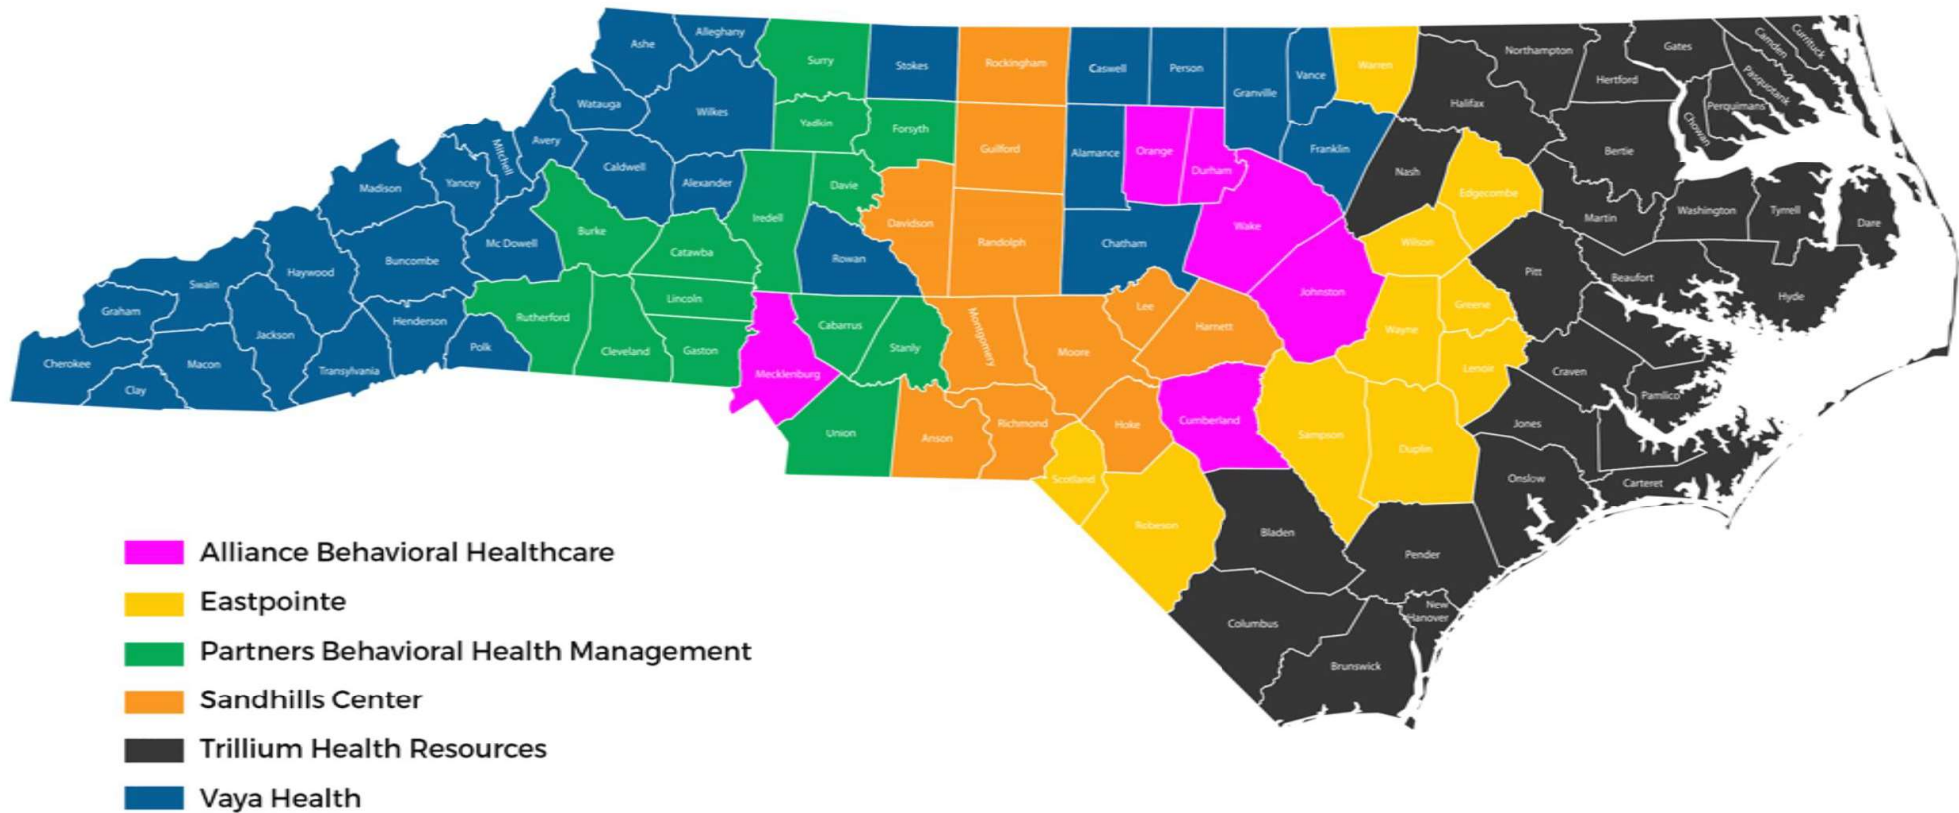 Ashe
Alleghany
Surry
Stokes
Rockingham
Caswell
Person
Granville
Vance
Warren
Northampton
Gates
Camden
Currituck
Hertford
Pasquotank
Perquimans
Chowan
Halifax
Watauga
Wilkes
Yadkin
Forsyth
Guilford
Alamance
Orange
Durham
Franklin
Nash
Edgecombe
Bertie
Mitchell
Avery
Caldwell
Alexander
Iredell
Davie
Madison
Yancey
Davidson
Randolph
Chatham
Wake
Wilson
Martin
Washington
Tyrrell
Dare
Burke
Catawba
Rowan
Mc Dowell
Buncombe
Haywood
Swain
Graham
Jackson
Henderson
Polk
Rutherford
Cleveland
Lincoln
Gaston
Cabarrus
Stanly
Montgomery
Moore
Lee
Harnett
Johnston
Wayne
Greene
Pitt
Beaufort
Hyde
Cherokee
Clay
Macon
Transylvania
Mecklenburg
Union
Anson
Richmond
Hoke
Cumberland
Sampson
Duplin
Lenoir
Craven
Pamlico
Jones
Onslow
Carteret
Scotland
Robeson
Bladen
Pender
New
Hanover
Columbus
Brunswick
Alliance Behavioral Healthcare
Eastpointe
Partners Behavioral Health Management
Sandhills Center
Trillium Health Resources
Vaya Health